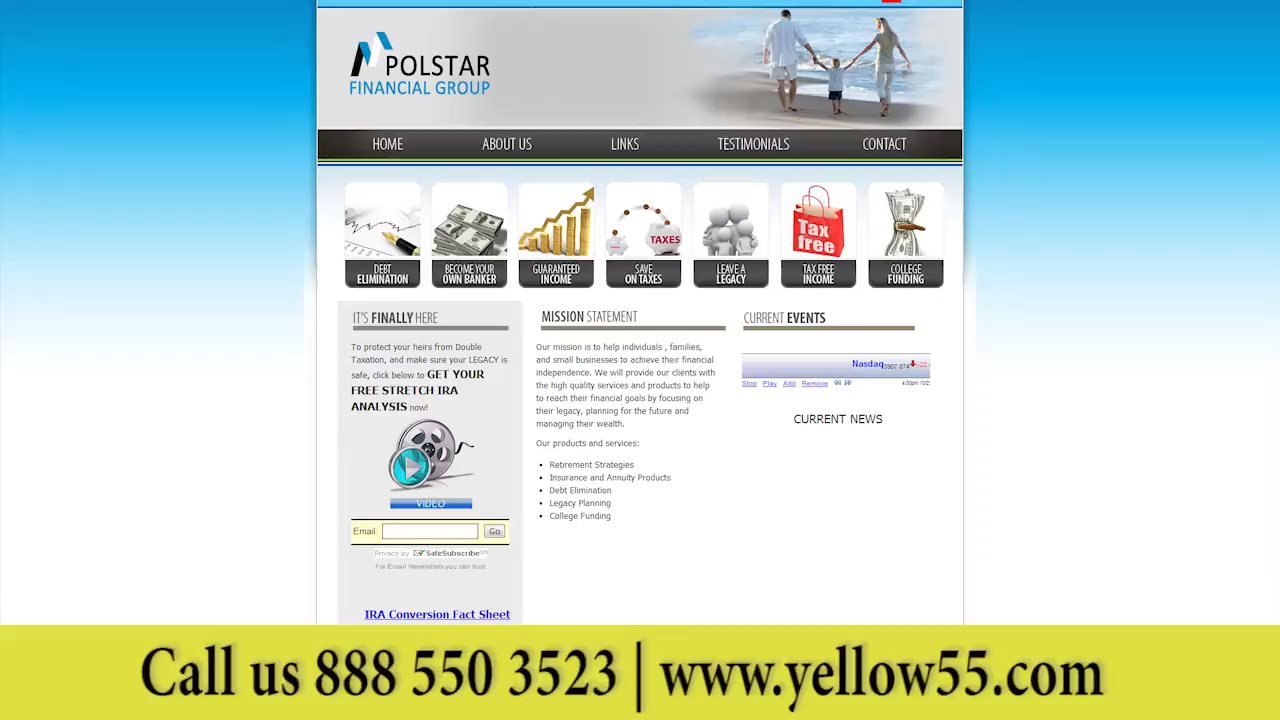 POLSTAR
FINANCIAL GROUP
HOME ABOUT US LINKS TESTIMONIALS CONTACT
TAXES
Tax
free
DEBT
ELIMINATION
BECOME YOUR
OWN BANKER
GUARANTEED
INCOME
SAVE
ON TAXES
LEAVE A
LEGACY
TAX FREE
INCOME
COLLEGE
FUNDING
IT'S FINALLY HERE
To protect your heirs from Double
Taxation, and make sure your LEGACY is
safe, click below to GET YOUR
FREE STRETCH IRA
ANALYSIS now!
VIDEO
Email:
Go
Privacy by SafeSubscribe
For Email Newsletters you can trust
IRA Conversion Fact Sheet
MISSION STATEMENT
Our mission is to help individuals , families,
and small businesses to achieve their financial
independence. We will provide our clients with
the high quality services and products to help
to reach their financial goals by focusing on
their legacy, planning for the future and
managing their wealth.
Our products and services:
• Retirement Strategies
• Insurance and Annuity Products
• Debt Elimination
• Legacy Planning
• College Funding
CURRENT EVENTS
Nasdaq 3907.074
Stop Play Add Remove
CURRENT NEWS
Call us 888 550 3523 | www.yellow55.com